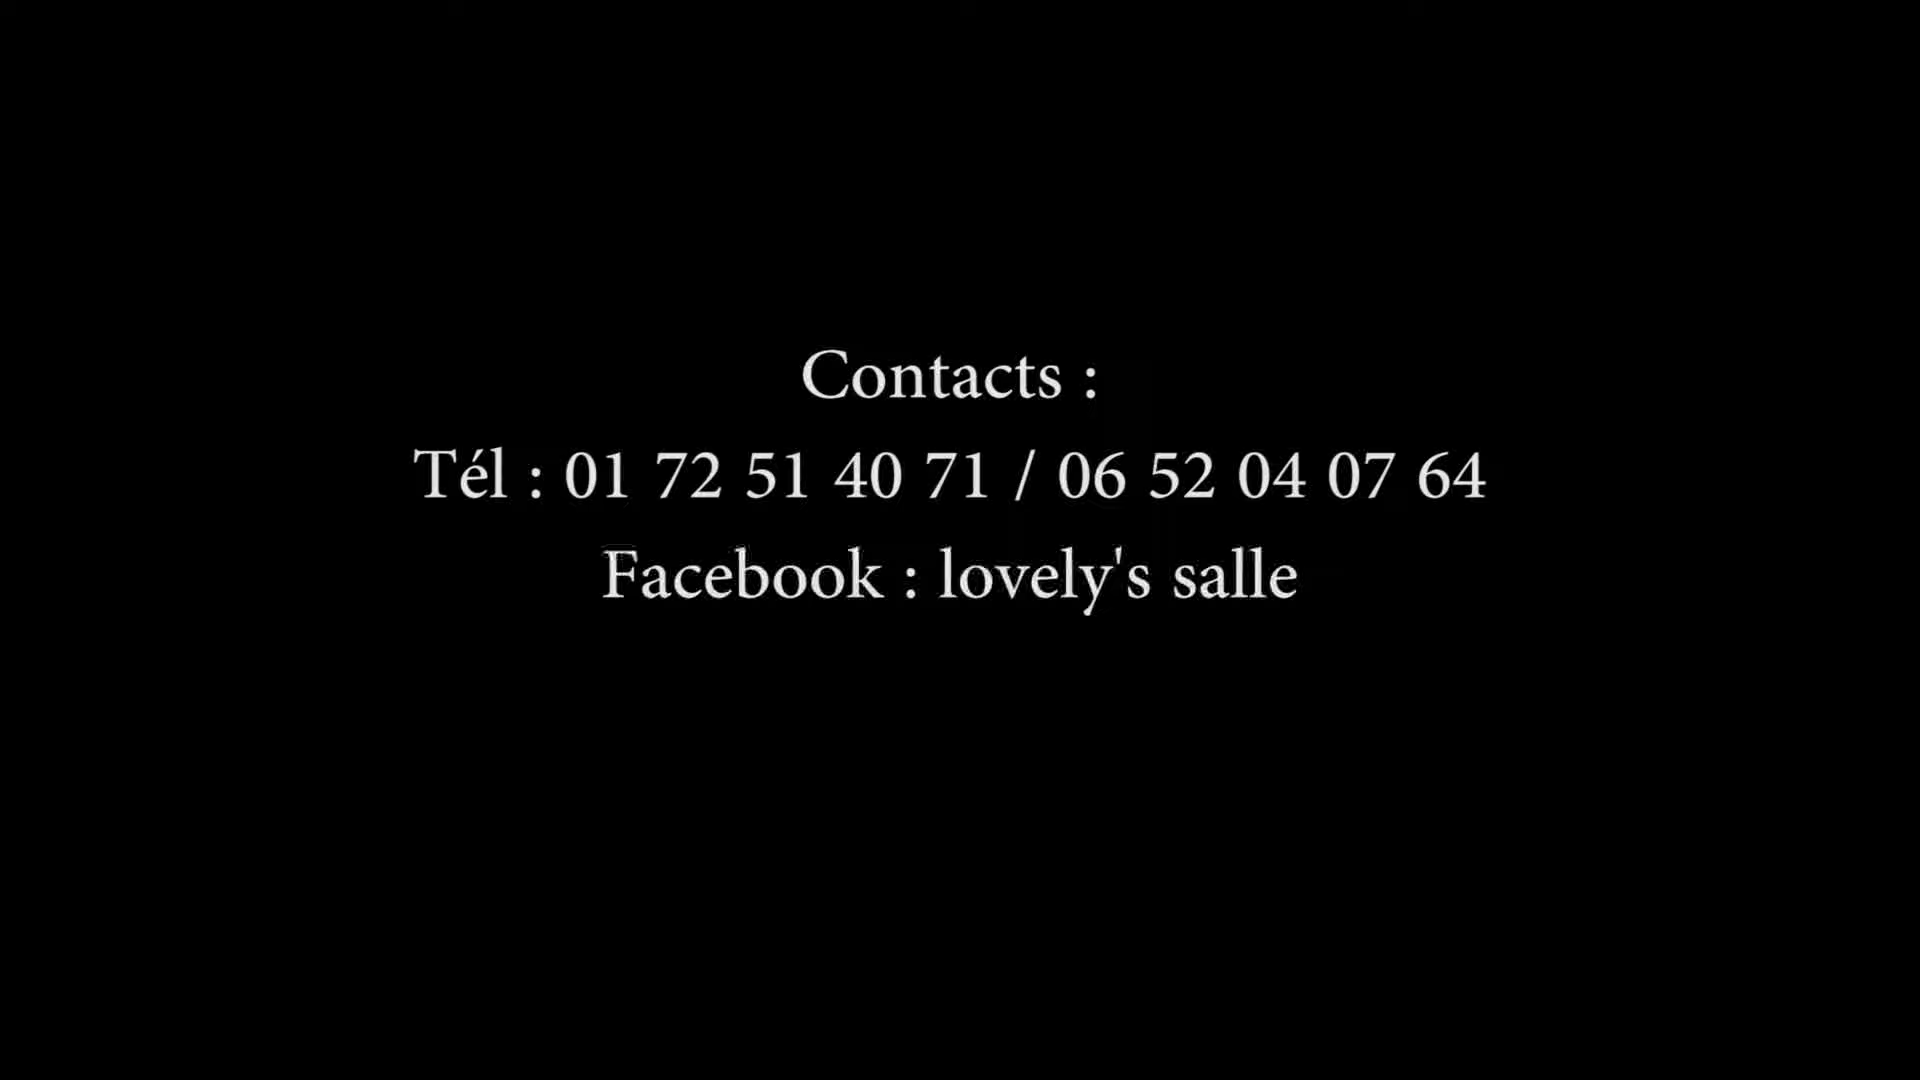 Contacts :
Tél : 01 72 51 40 71 / 06 52 04 07 64
Facebook : lovely's salle